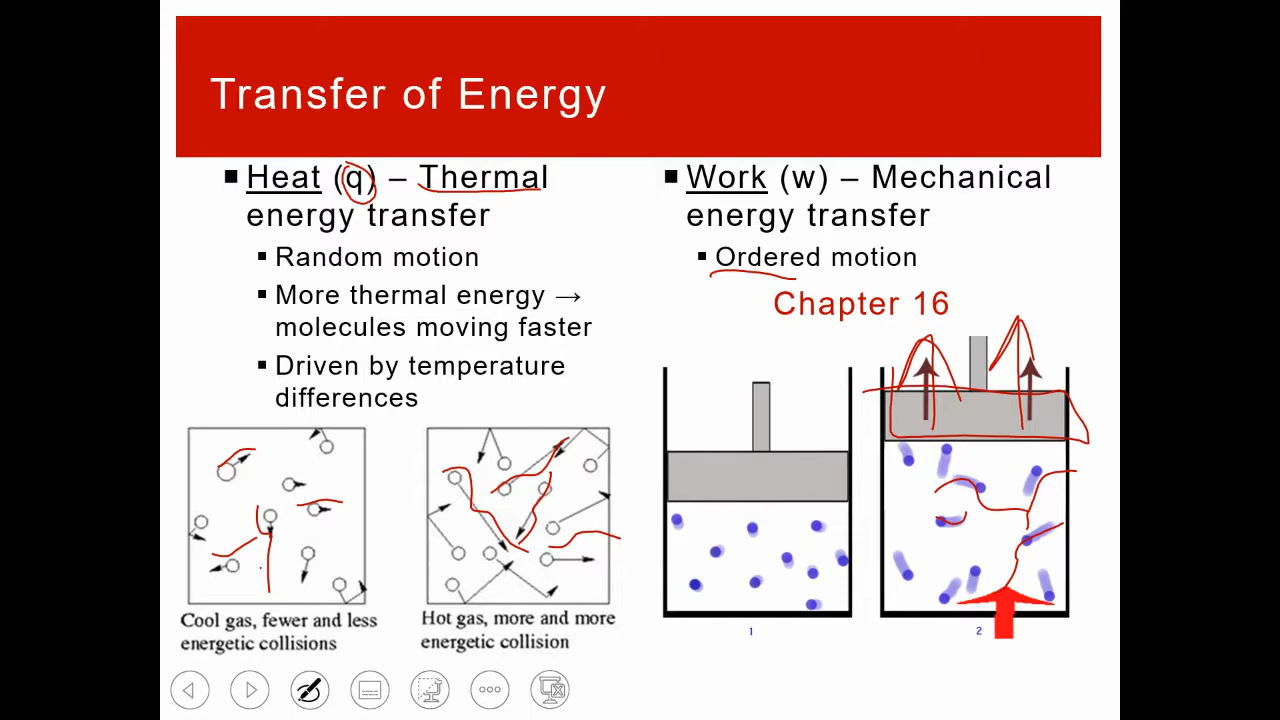 Transfer of Energy
▪ Heat (q) – Thermal
energy transfer
▪ Random motion
▪ More thermal energy →
molecules moving faster
▪ Driven by temperature
differences
Cool gas, fewer and less
energetic collisions
Hot gas, more and more
energetic collision
▪ Work (w) – Mechanical
energy transfer
▪ Ordered motion
Chapter 16
1
2